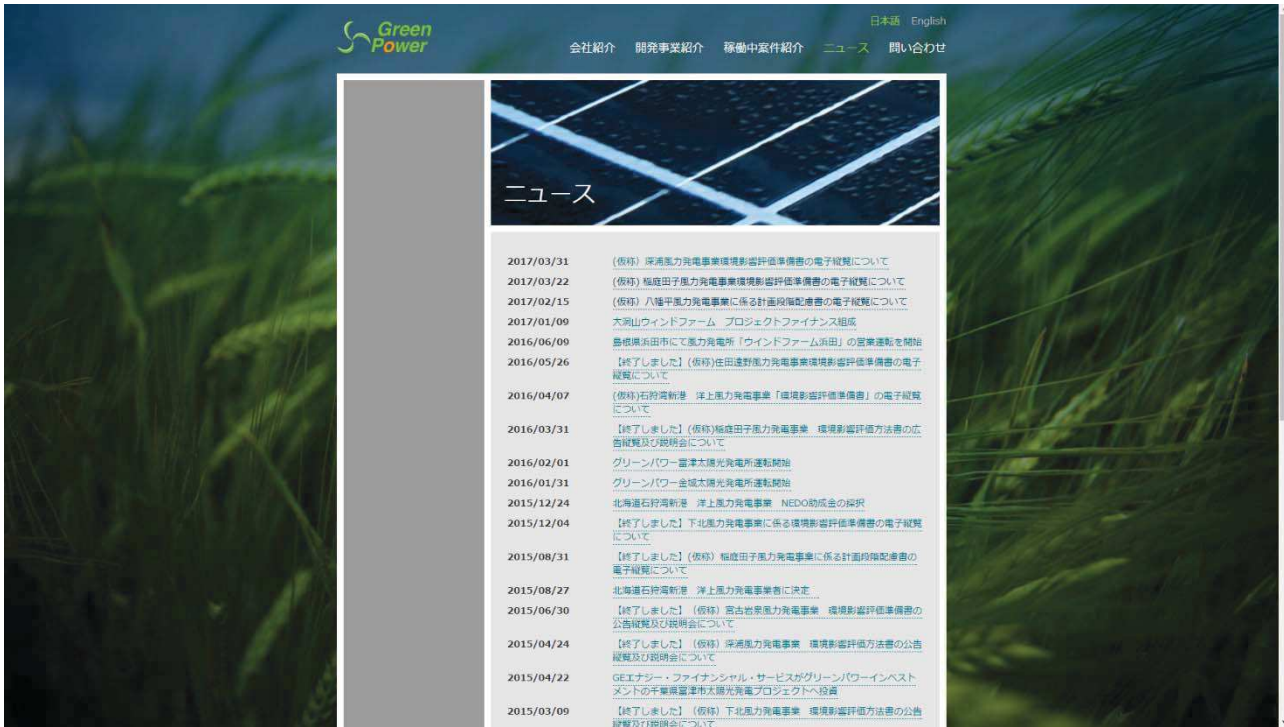 日本語 English
Green
Power
会社紹介 開発事業紹介 稼働中案件紹介 ニュース 問い合わせ
ニュース
2017/03/31 (仮称）深浦風力発電事業環境影響評価準備書の電子縦覧について
2017/03/22 (仮称) 稲庭田子風力発電事業環境影響評価準備書の電子縦覧について
2017/02/15 (仮称）八幡平風力発電事業に係る計画段階配慮書の電子縦覧について
2017/01/09 大洞山ウィンドファーム プロジェクトファイナンス組成
2016/06/09 島根県浜田市にて風力発電所「ウインドファーム浜田」の営業運転を開始
2016/05/26 【終了しました】(仮称)住田遠野風力発電事業環境影響評価準備書の電子
縦覧について
2016/04/07 (仮称)石狩湾新港 洋上風力発電事業「環境影響評価準備書」の電子縦覧
について
2016/03/31 【終了しました】(仮称)稲庭田子風力発電事業 環境影響評価方法書の広
告縦覧及び説明会について
2016/02/01 グリーンパワー富津太陽光発電所運転開始
2016/01/31 グリーンパワー金城太陽光発電所運転開始
2015/12/24 北海道石狩湾新港 洋上風力発電事業 NEDO助成金の採択
2015/12/04 【終了しました】下北風力発電事業に係る環境影響評価準備書の電子縦覧
について
2015/08/31 【終了しました】(仮称）稲庭田子風力発電事業に係る計画段階配慮書の
電子縦覧について
2015/08/27 北海道石狩湾新港 洋上風力発電事業者に決定
2015/06/30 【終了しました】（仮称）宮古岩泉風力発電事業 環境影響評価準備書の
公告縦覧及び説明会について
2015/04/24 【終了しました】（仮称）深浦風力発電事業 環境影響評価方法書の公告
縦覧及び説明会について
2015/04/22 GEエナジー・ファイナンシャル・サービスがグリーンパワーインベスト
メントの千葉県富津市太陽光発電プロジェクトへ投資
2015/03/09 【終了しました】（仮称）下北風力発電事業 環境影響評価方法書の公告
縦覧及び説明会について